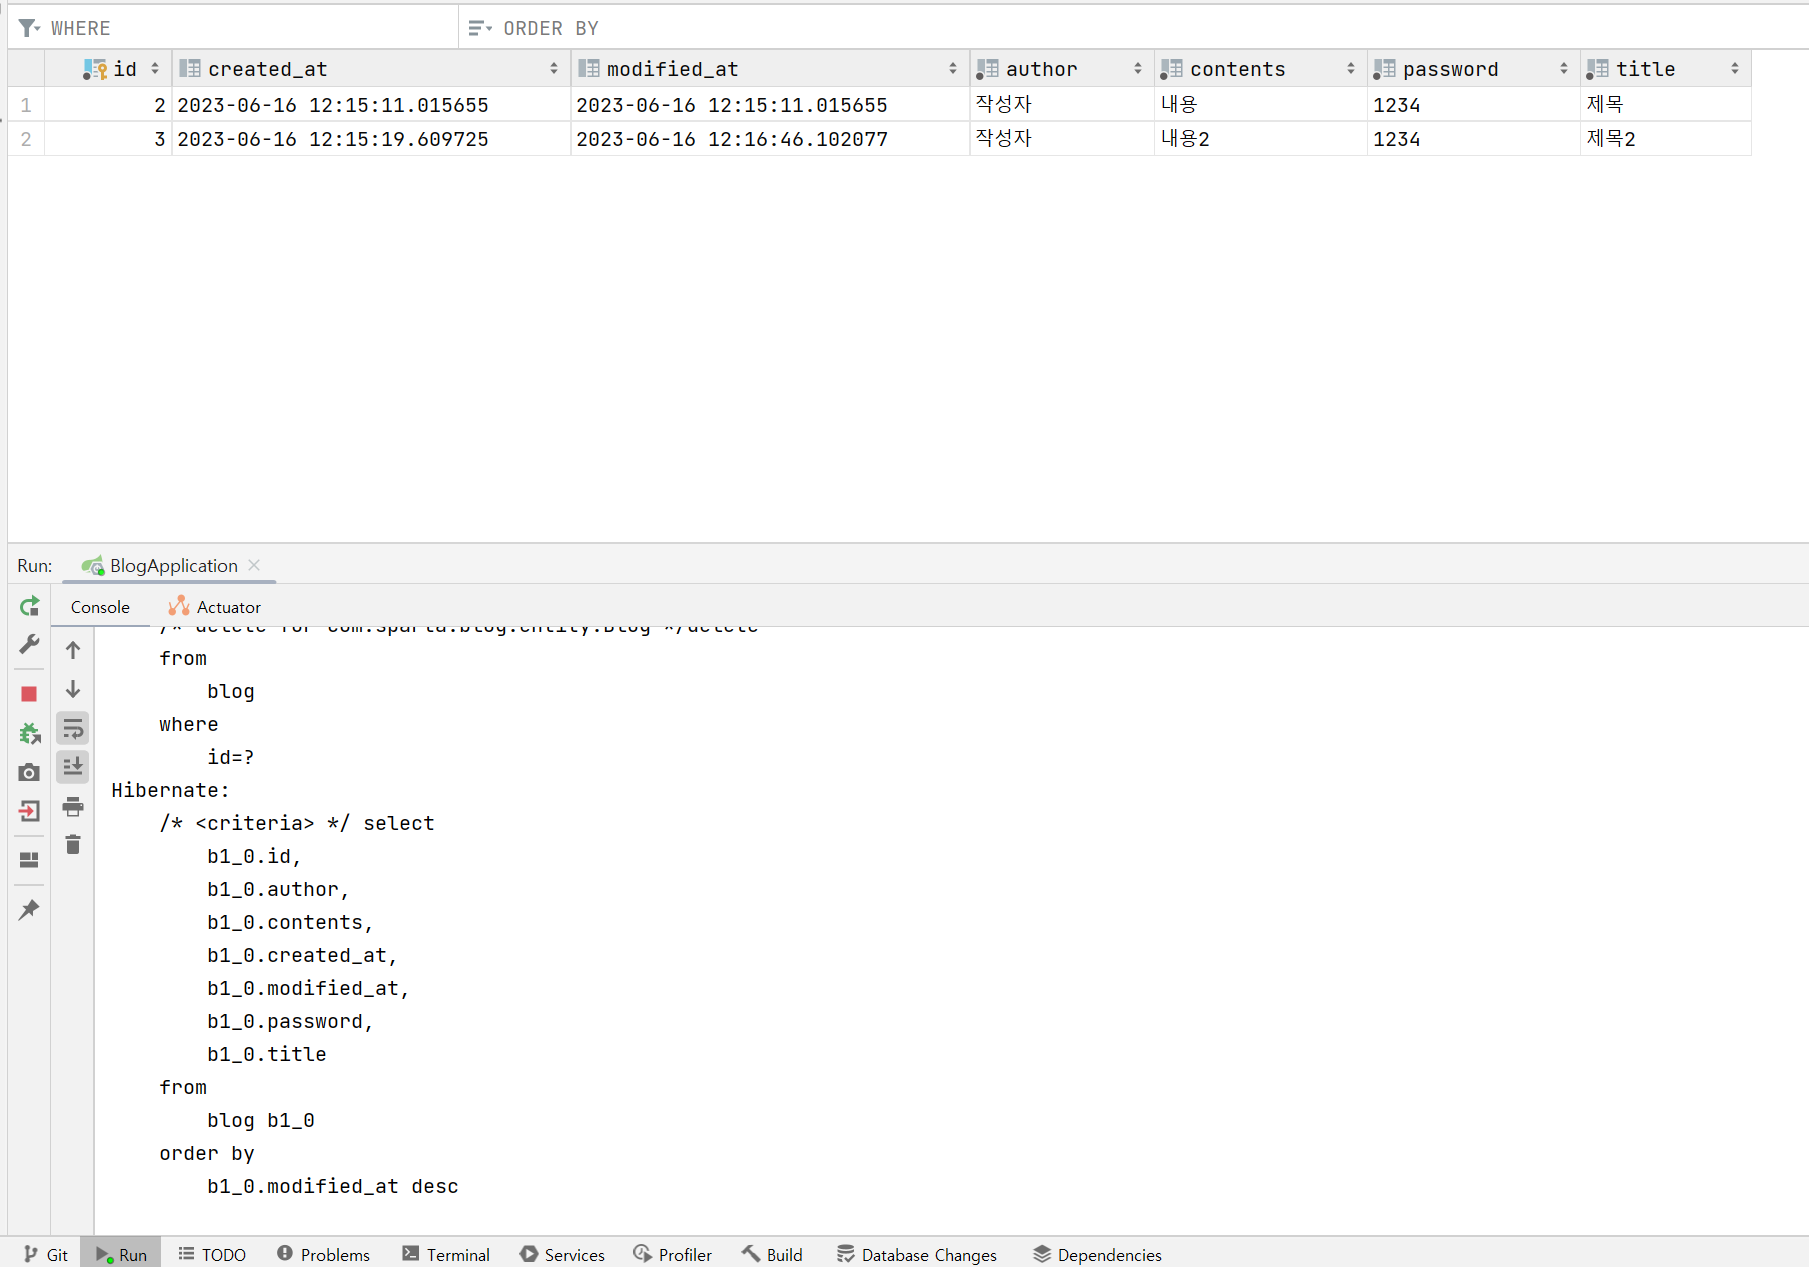 WHERE ORDER BY
id created_at modified_at author contents password title
1 2 2023-06-16 12:15:11.015655 2023-06-16 12:15:11.015655 작성자 내용 1234 제목
2 3 2023-06-16 12:15:19.609725 2023-06-16 12:16:46.102077 작성자 내용2 1234 제목2
Run: BlogApplication
Console Actuator
/* delete for com.sparta.blog.entity.Blog */delete
from
blog
where
id=?
Hibernate:
/* <criteria> */ select
b1_0.id,
b1_0.author,
b1_0.contents,
b1_0.created_at,
b1_0.modified_at,
b1_0.password,
b1_0.title
from
blog b1_0
order by
b1_0.modified_at desc
Git Run TODO Problems Terminal Services Profiler Build Database Changes Dependencies